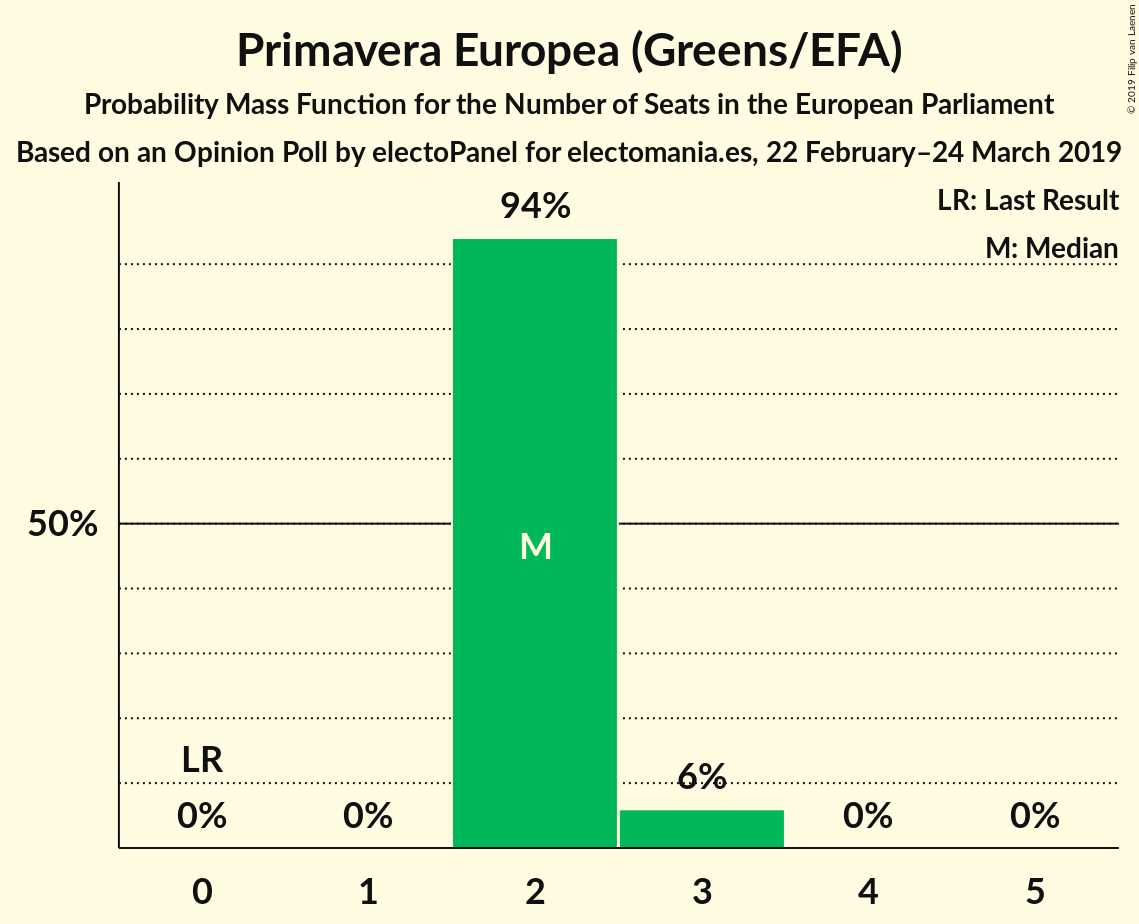 Primavera Europea (Greens/EFA)
Probability Mass Function for the Number of Seats in the European Parliament
Based on an Opinion Poll by electoPanel for electomania.es, 22 February–24 March 2019
© 2019 Filip van Laenen
LR: Last Result
M: Median
94%
50%
M
LR
6%
0%
0%
0%
0%
0
1
2
3
4
5